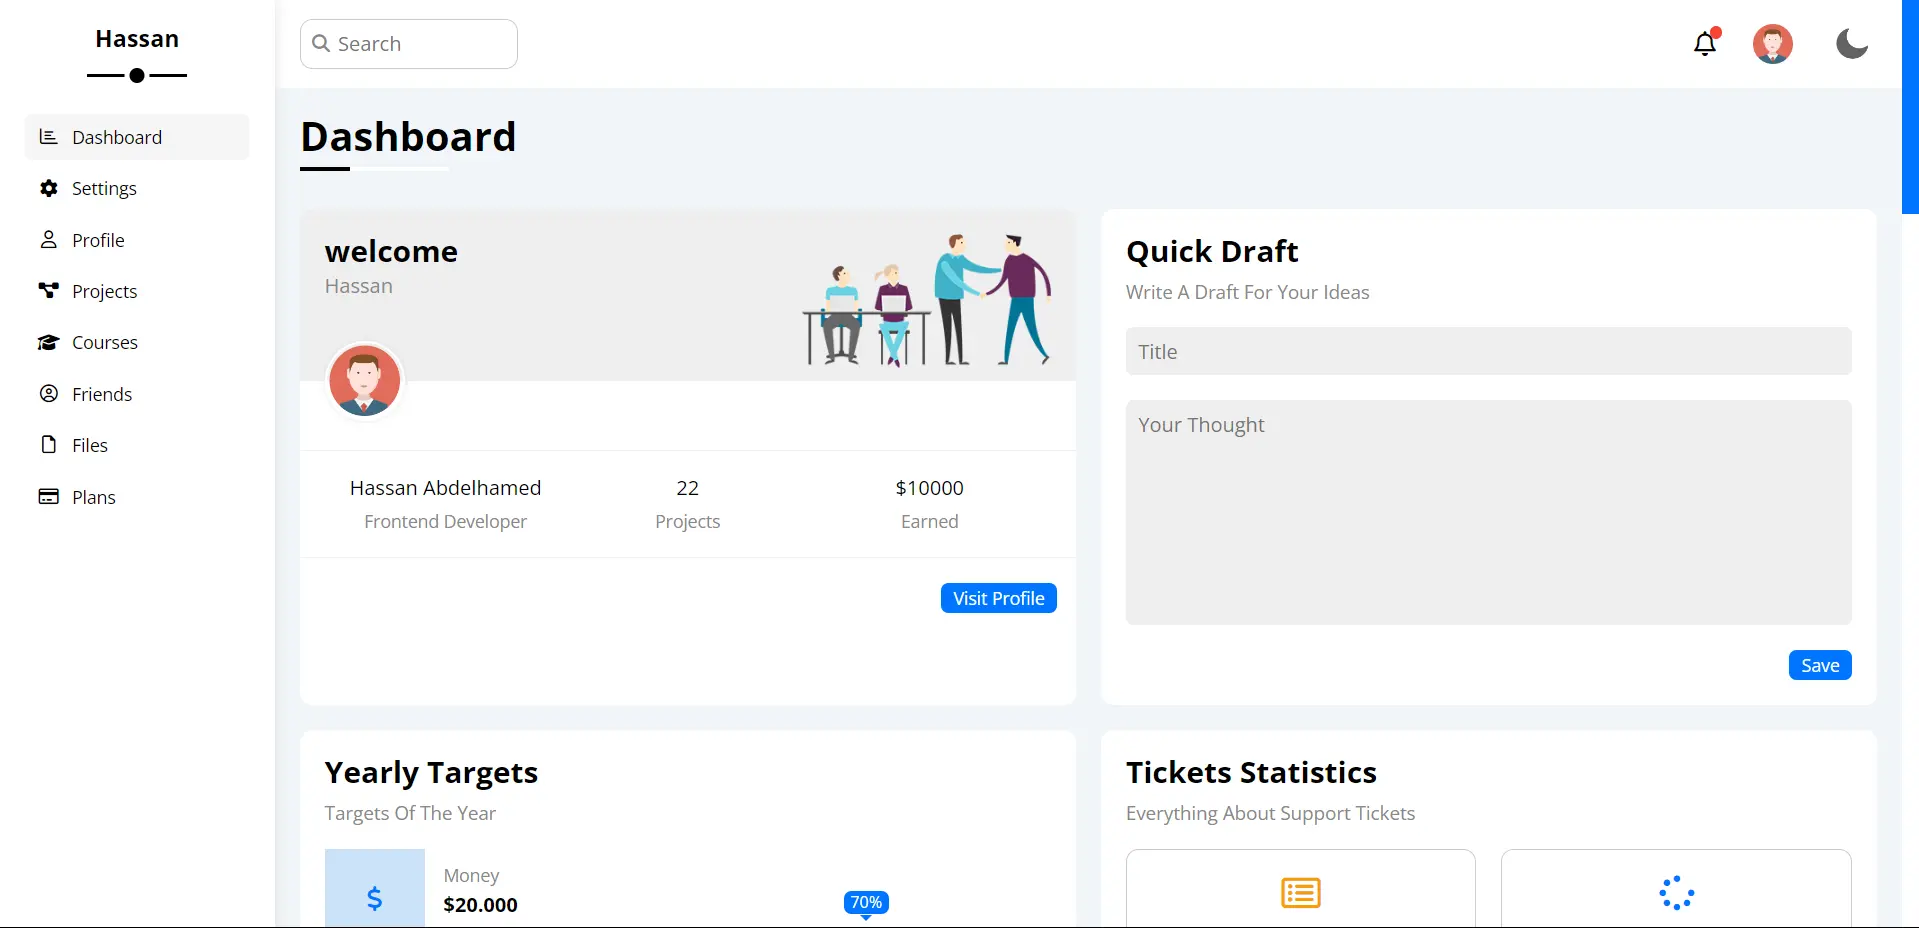 Hassan
Search
Dashboard
Settings
Profile
Projects
Courses
Friends
Files
Plans
Dashboard
welcome
Hassan
Hassan Abdelhamed
Frontend Developer
22
Projects
$10000
Earned
Visit Profile
Quick Draft
Write A Draft For Your Ideas
Title
Your Thought
Save
Yearly Targets
Targets Of The Year
$
Money
$20.000
70%
Tickets Statistics
Everything About Support Tickets